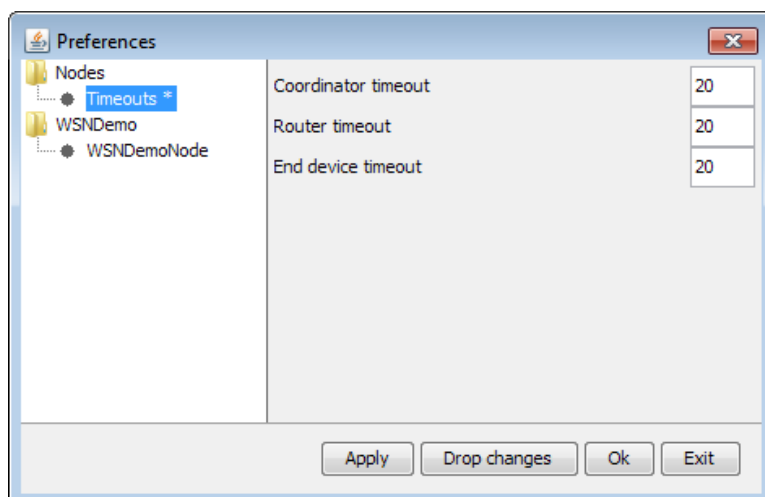 Preferences
Nodes
Timeouts *
WSNDemo
WSNDemoNode
Coordinator timeout 20
Router timeout 20
End device timeout 20
Apply Drop changes Ok Exit